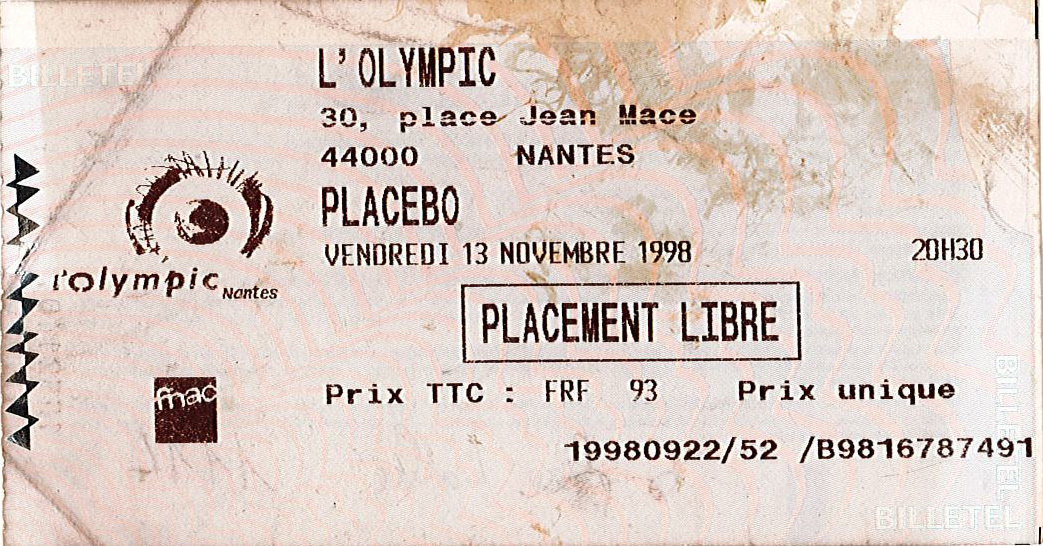 BILLETEL
L'OLYMPIC
30, place Jean Mace
44000 NANTES
PLACEBO
VENDREDI 13 NOVEMBRE 1998 20H30
l'Olympic Nantes
PLACEMENT LIBRE
fnac
Prix TTC : FRF 93 Prix unique
19980922/52 /B9816787491
BILLETEL
BILLETEL